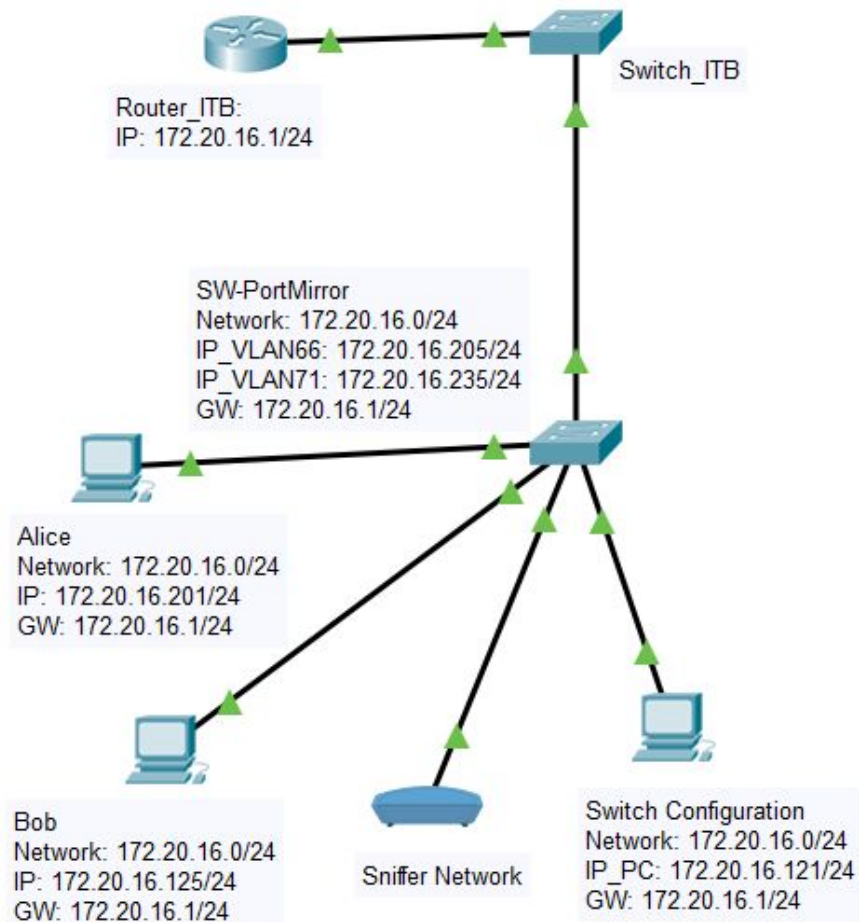 Switch_ITB
Router_ITB:
IP: 172.20.16.1/24
SW-PortMirror
Network: 172.20.16.0/24
IP_VLAN66: 172.20.16.205/24
IP_VLAN71: 172.20.16.235/24
GW: 172.20.16.1/24
Alice
Network: 172.20.16.0/24
IP: 172.20.16.201/24
GW: 172.20.16.1/24
Bob
Network: 172.20.16.0/24
IP: 172.20.16.125/24
GW: 172.20.16.1/24
Sniffer Network
Switch Configuration
Network: 172.20.16.0/24
IP_PC: 172.20.16.121/24
GW: 172.20.16.1/24